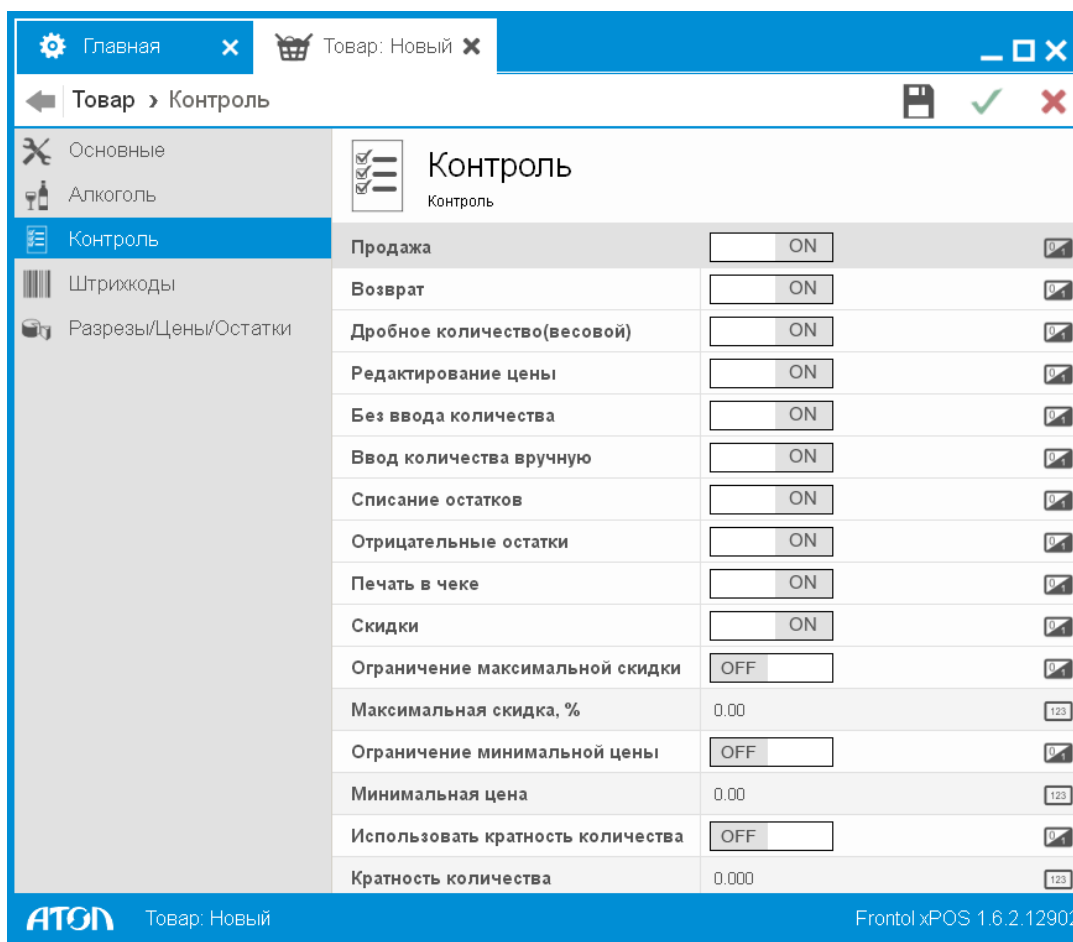 Главная
Товар: Новый
Товар › Контроль
Основные
Алкоголь
Контроль
Штрихкоды
Разрезы/Цены/Остатки
Контроль
Контроль
Продажа ON
Возврат ON
Дробное количество(весовой) ON
Редактирование цены ON
Без ввода количества ON
Ввод количества вручную ON
Списание остатков ON
Отрицательные остатки ON
Печать в чеке ON
Скидки ON
Ограничение максимальной скидки OFF
Максимальная скидка, % 0.00 123
Ограничение минимальной цены OFF
Минимальная цена 0.00 123
Использовать кратность количества OFF
Кратность количества 0.000 123
АТОЛ Товар: Новый Frontol xPOS 1.6.2.12902